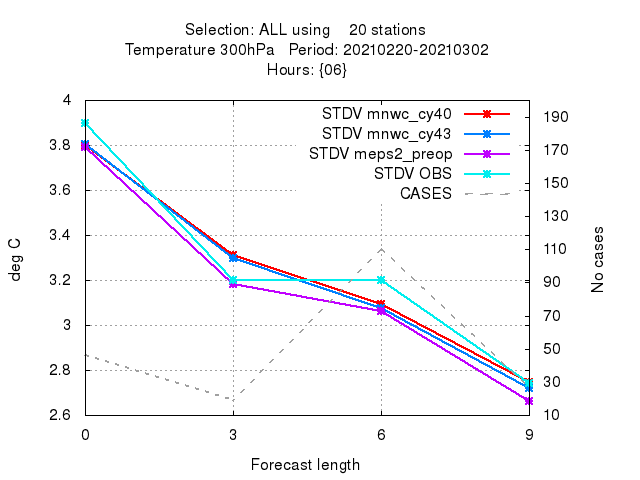 Selection: ALL using    20 stations
Temperature 300hPa   Period: 20210220-20210302
Hours: {06}
STDV mnwc_cy40
STDV mnwc_cy43
STDV meps2_preop
STDV OBS
CASES
4
3.8
3.6
3.4
3.2
3
2.8
2.6
deg C
190
170
150
130
110
90
70
50
30
10
No cases
0 3 6 9
Forecast length